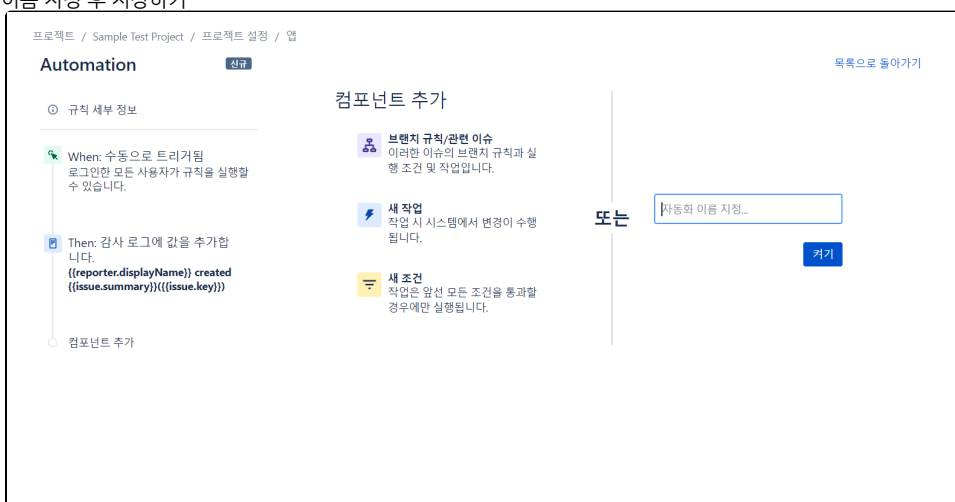 이름 지정 후 저장하기
프로젝트 / Sample Test Project / 프로젝트 설정 / 앱
Automation
신규
목록으로 돌아가기
규칙 세부 정보
When: 수동으로 트리거됨
로그인한 모든 사용자가 규칙을 실행할
수 있습니다.
Then: 감사 로그에 값을 추가합
니다.
{{reporter.displayName}} created
{{issue.summary}}({{issue.key}})
컴포넌트 추가
컴포넌트 추가
브랜치 규칙/관련 이슈
이러한 이슈의 브랜치 규칙과 실
행 조건 및 작업입니다.
새 작업
작업 시 시스템에서 변경이 수행
됩니다.
새 조건
작업은 앞선 모든 조건을 통과할
경우에만 실행됩니다.
또는
자동화 이름 지정...
켜기